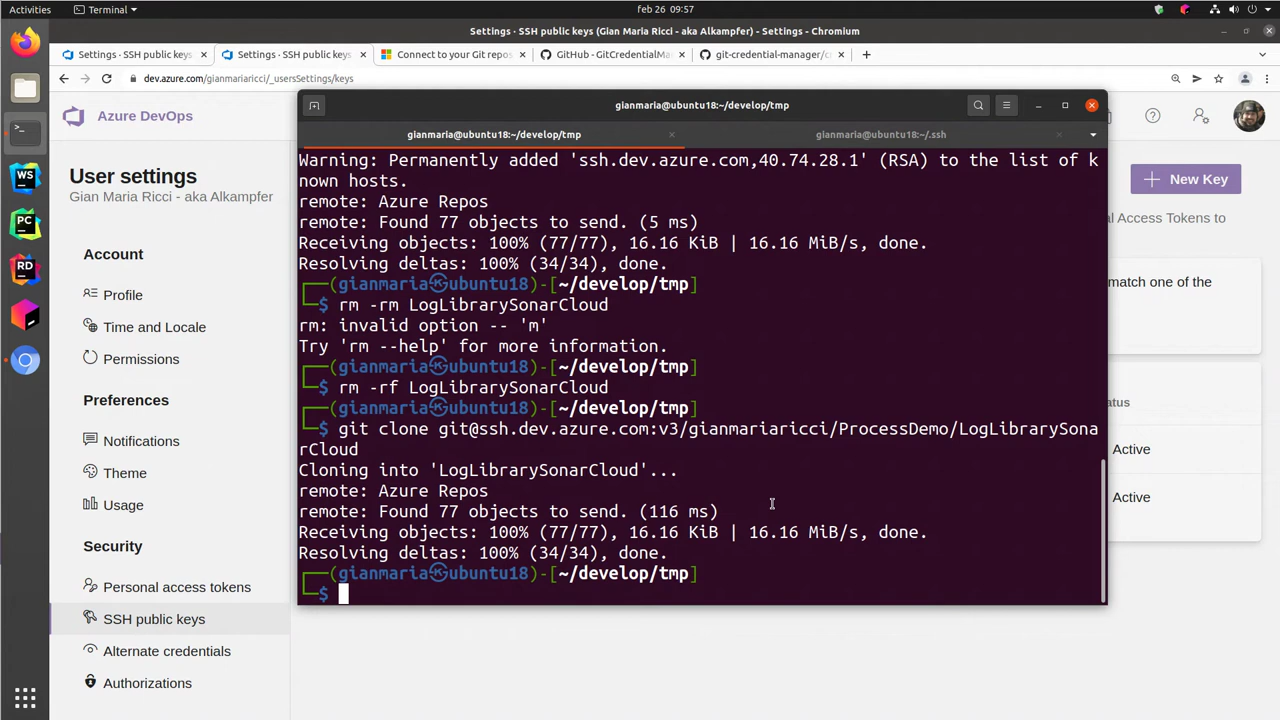 Activities
Terminal
feb 26 09:57
Settings · SSH public keys (Gian Maria Ricci - aka Alkampfer) - Settings - Chromium
Settings · SSH public keys
Settings · SSH public keys
Connect to your Git repos
GitHub - GitCredentialMa
git-credential-manager/c
dev.azure.com/gianmariaricci/_usersSettings/keys
Azure DevOps
User settings
Gian Maria Ricci - aka Alkampfer
Account
Profile
Time and Locale
Permissions
Preferences
Notifications
Theme
Usage
Security
Personal access tokens
SSH public keys
Alternate credentials
Authorizations
gianmaria@ubuntu18:~/develop/tmp
gianmaria@ubuntu18:~/develop/tmp
gianmaria@ubuntu18:~/.ssh
Warning: Permanently added 'ssh.dev.azure.com,40.74.28.1' (RSA) to the list of k
nown hosts.
remote: Azure Repos
remote: Found 77 objects to send. (5 ms)
Receiving objects: 100% (77/77), 16.16 KiB | 16.16 MiB/s, done.
Resolving deltas: 100% (34/34), done.
┌──(gianmaria㉿ubuntu18)-[~/develop/tmp]
└─$ rm -rm LogLibrarySonarCloud
rm: invalid option -- 'm'
Try 'rm --help' for more information.
┌──(gianmaria㉿ubuntu18)-[~/develop/tmp]
└─$ rm -rf LogLibrarySonarCloud
┌──(gianmaria㉿ubuntu18)-[~/develop/tmp]
└─$ git clone git@ssh.dev.azure.com:v3/gianmariaricci/ProcessDemo/LogLibrarySona
rCloud
Cloning into 'LogLibrarySonarCloud'...
remote: Azure Repos
remote: Found 77 objects to send. (116 ms)
Receiving objects: 100% (77/77), 16.16 KiB | 16.16 MiB/s, done.
Resolving deltas: 100% (34/34), done.
┌──(gianmaria㉿ubuntu18)-[~/develop/tmp]
└─$
New Key
al Access Tokens to
match one of the
tatus
Active
Active